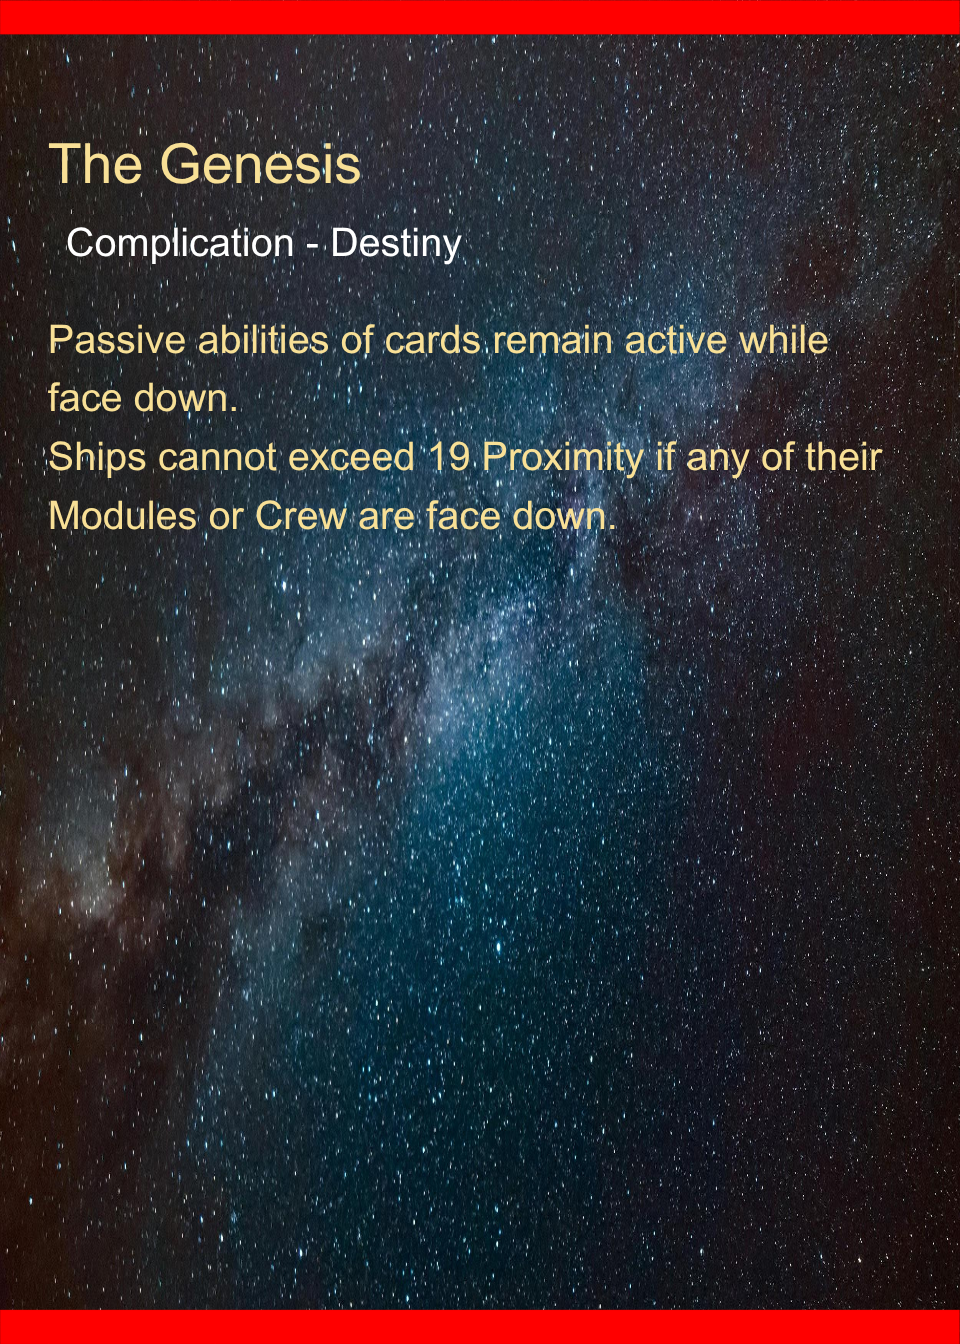 The Genesis
Complication - Destiny
Passive abilities of cards remain active while
face down.
Ships cannot exceed 19 Proximity if any of their
Modules or Crew are face down.